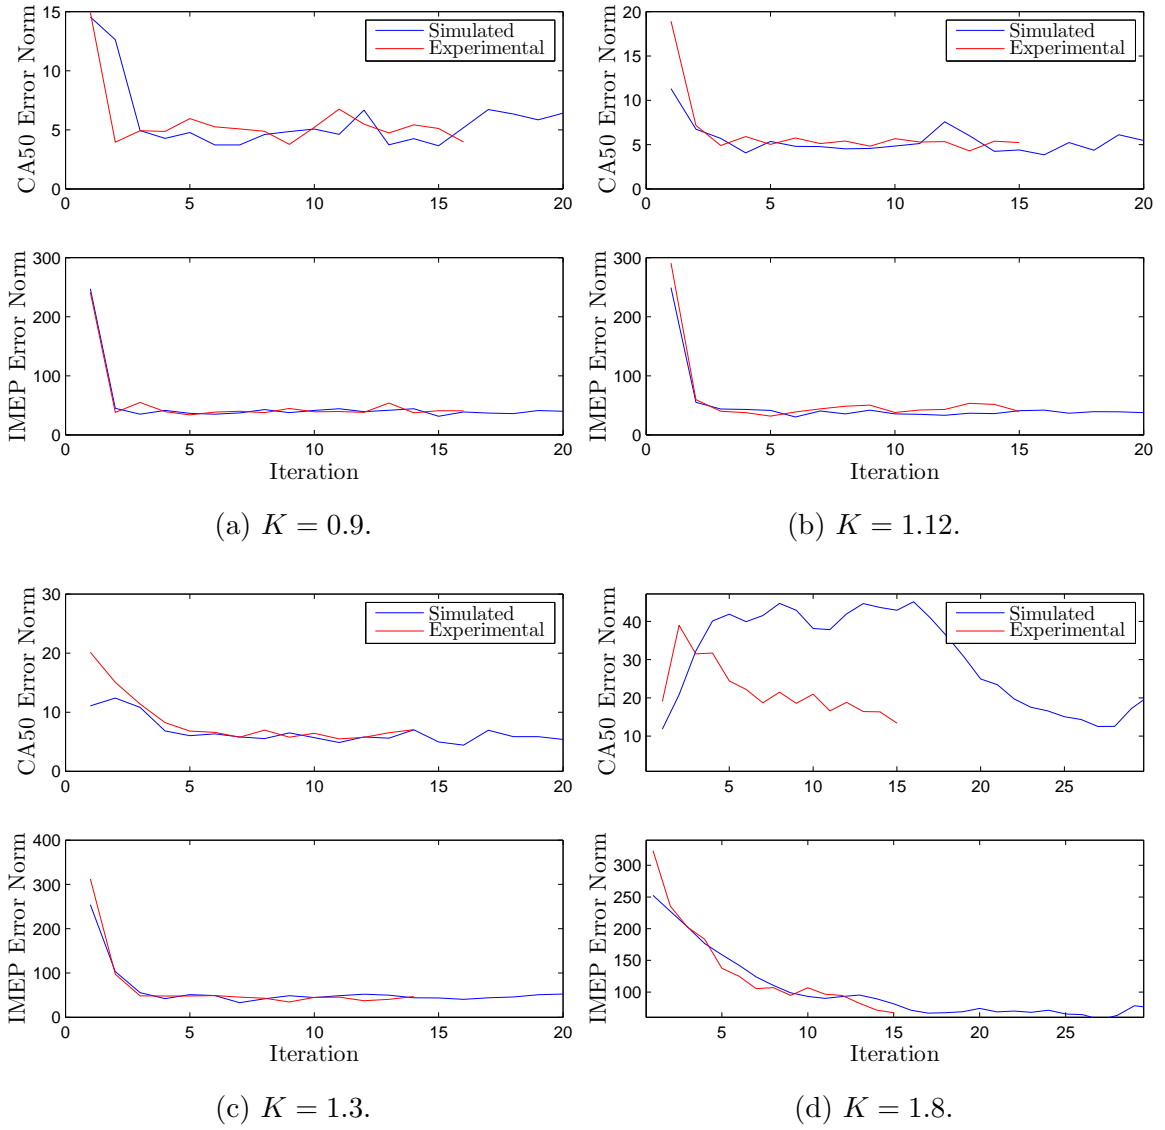 CA50 Error Norm
15
10
5
0
0 5 10 15 20
Simulated
Experimental
IMEP Error Norm
300
200
100
0
0 5 10 15 20
Iteration
(a) K = 0.9.
CA50 Error Norm
20
15
10
5
0
0 5 10 15 20
Simulated
Experimental
IMEP Error Norm
300
200
100
0
0 5 10 15 20
Iteration
(b) K = 1.12.
CA50 Error Norm
30
20
10
0
0 5 10 15 20
Simulated
Experimental
IMEP Error Norm
400
300
200
100
0
0 5 10 15 20
Iteration
(c) K = 1.3.
CA50 Error Norm
40
30
20
10
5 10 15 20 25
Simulated
Experimental
IMEP Error Norm
300
250
200
150
100
5 10 15 20 25
Iteration
(d) K = 1.8.